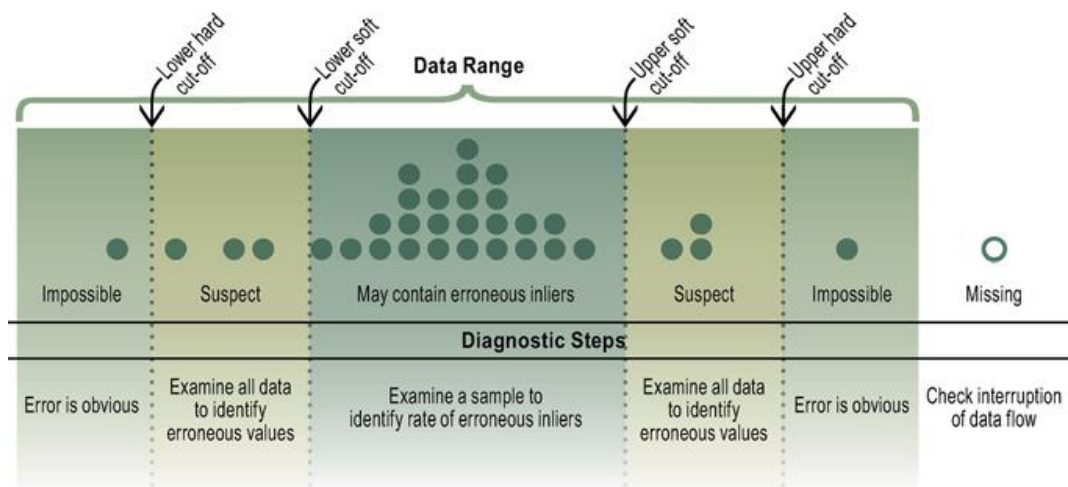 Lower hard
cut-off
Lower soft
cut-off
Data Range
Upper soft
cut-off
Upper hard
cut-off
Impossible
Suspect
May contain erroneous inliers
Suspect
Impossible
Missing
Diagnostic Steps
Error is obvious
Examine all data
to identify
erroneous values
Examine a sample to
identify rate of erroneous inliers
Examine all data
to identify
erroneous values
Error is obvious
Check interruption
of data flow